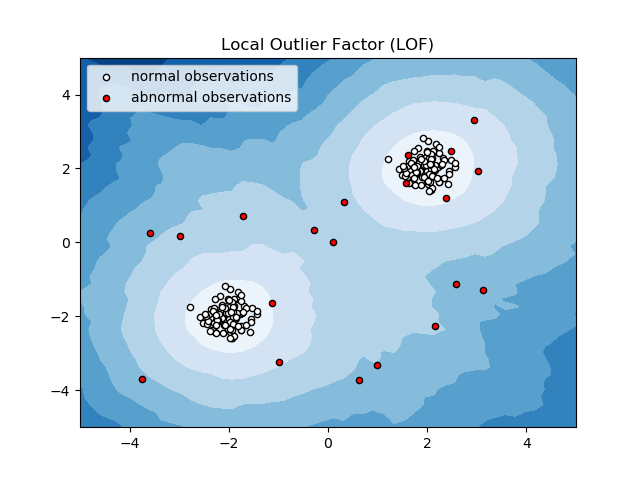 Local Outlier Factor (LOF)
normal observations
abnormal observations
4
2
0
−2
−4
−4 −2 0 2 4